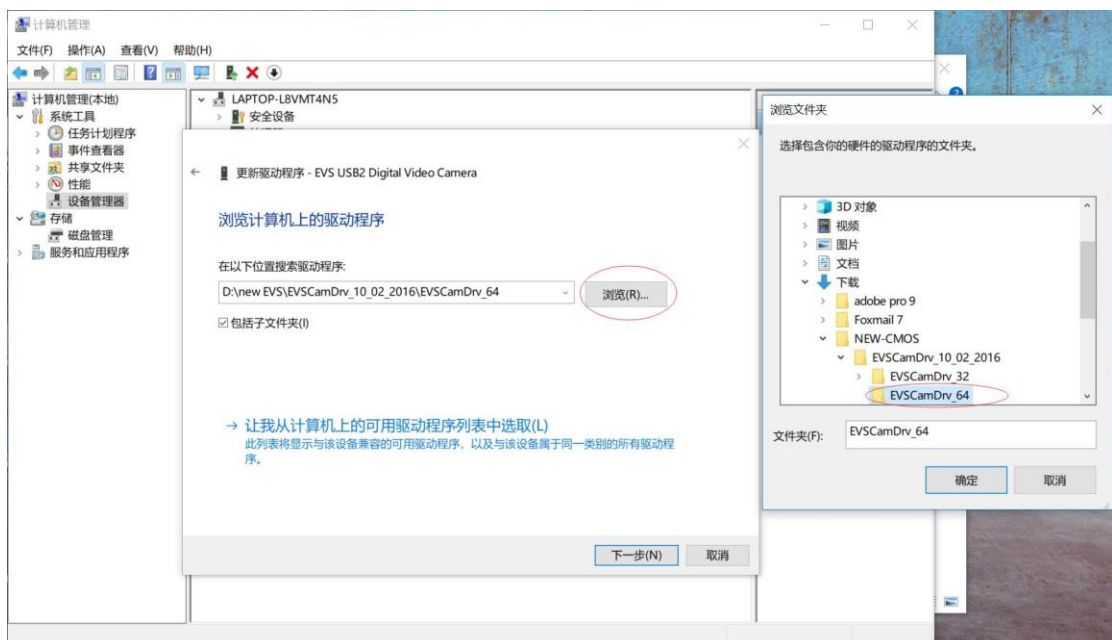 计算机管理
文件(F) 操作(A) 查看(V) 帮助(H)
计算机管理(本地)
系统工具
任务计划程序
事件查看器
共享文件夹
性能
设备管理器
存储
磁盘管理
服务和应用程序
LAPTOP-L8VMT4N5
安全设备
更新驱动程序 - EVS USB2 Digital Video Camera
浏览计算机上的驱动程序
在以下位置搜索驱动程序:
D:\new EVS\EVSCamDrv_10_02_2016\EVSCamDrv_64
浏览(R)...
包括子文件夹(I)
→ 让我从计算机上的可用驱动程序列表中选取(L)
此列表将显示与该设备兼容的可用驱动程序，以及与该设备属于同一类别的所有驱动程
序。
下一步(N) 取消
浏览文件夹
选择包含你的硬件的驱动程序的文件夹。
3D 对象
视频
图片
文档
下载
adobe pro 9
Foxmail 7
NEW-CMOS
EVSCamDrv_10_02_2016
EVSCamDrv_32
EVSCamDrv_64
文件夹(F): EVSCamDrv_64
确定 取消